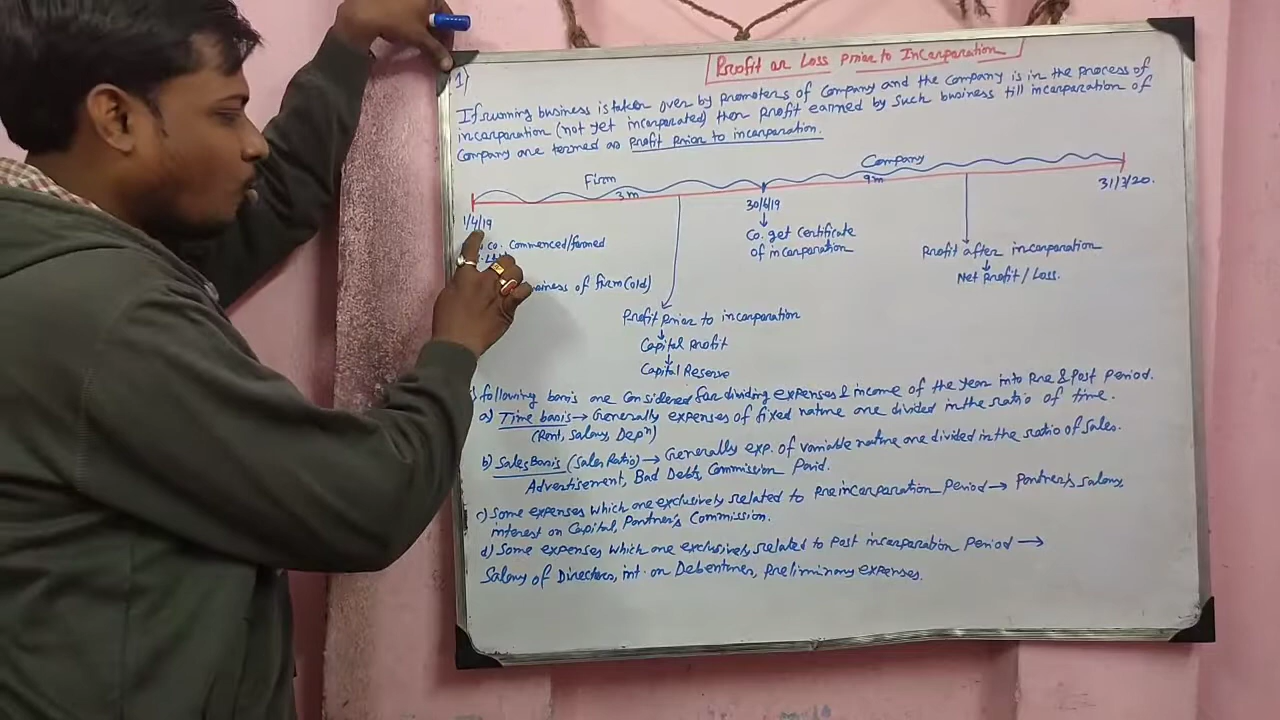 Profit or Loss Prior to Incorporation
1)
If running business is taken over by promoters of Company and the Company is in the process of
incorporation (not yet incorporated) then profit earned by such business till incorporation of
Company are termed as profit prior to incorporation.
Company
Firm
3m
9m
1/4/19
30/6/19
31/3/20.
Co. Commenced/formed
Co. get certificate
of incorporation
Profit after incorporation
Net Profit / Loss.
business of firm (old)
Profit prior to incorporation
Capital Profit
Capital Reserve
following basis are considered for dividing expenses & income of the year into Pre & Post period.
a) Time basis → Generally expenses of fixed nature are divided in the ratio of time.
(Rent, Salary, Depn)
b) Sales Basis (Sales Ratio) → Generally exp. of variable nature are divided in the ratio of sales.
Advertisement, Bad Debts, Commission Paid.
c) Some expenses which are exclusively related to Pre incorporation Period → Partner's salary,
interest on Capital, Partner's Commission.
d) Some expenses which are exclusively related to Post incorporation Period →
Salary of Directors, int. on Debentures, preliminary expenses.